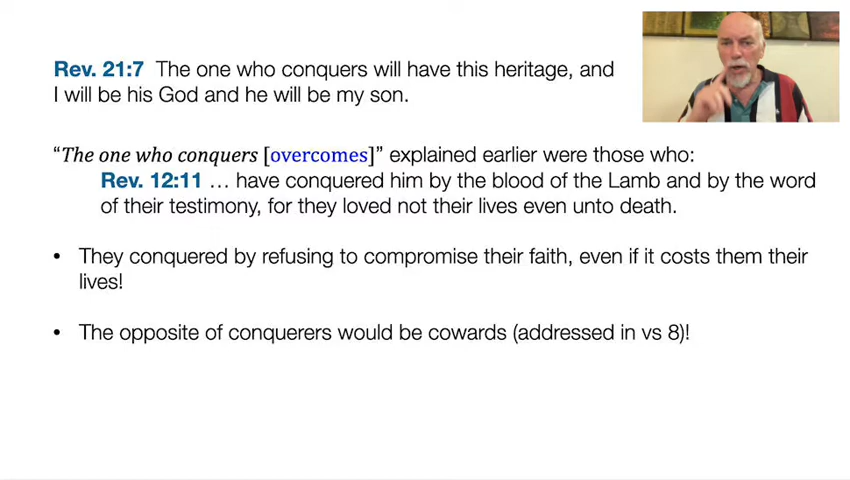 Rev. 21:7 The one who conquers will have this heritage, and
I will be his God and he will be my son.
“The one who conquers [overcomes]” explained earlier were those who:
Rev. 12:11 … have conquered him by the blood of the Lamb and by the word
of their testimony, for they loved not their lives even unto death.
• They conquered by refusing to compromise their faith, even if it costs them their
lives!
• The opposite of conquerers would be cowards (addressed in vs 8)!